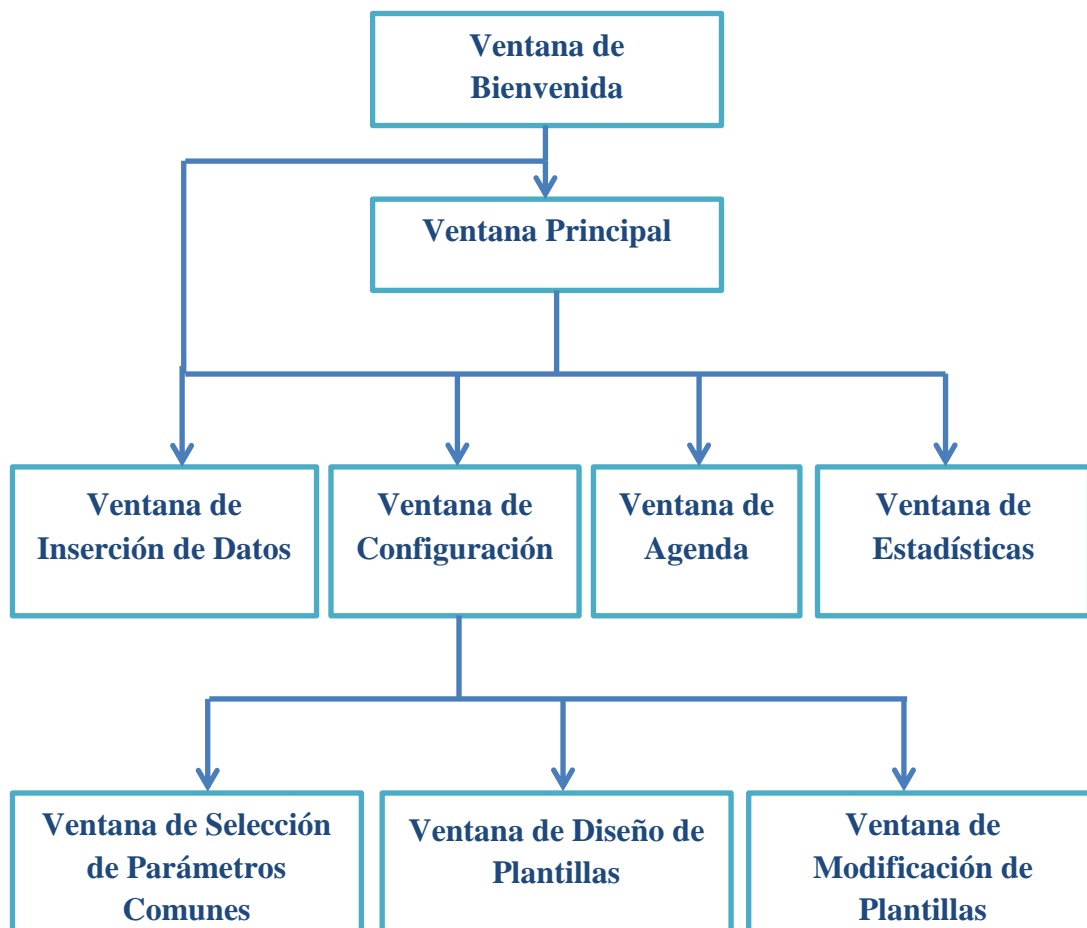 Ventana de
Bienvenida
Ventana Principal
Ventana de
Inserción de Datos
Ventana de
Configuración
Ventana de
Agenda
Ventana de
Estadísticas
Ventana de Selección
de Parámetros
Comunes
Ventana de Diseño de
Plantillas
Ventana de
Modificación de
Plantillas